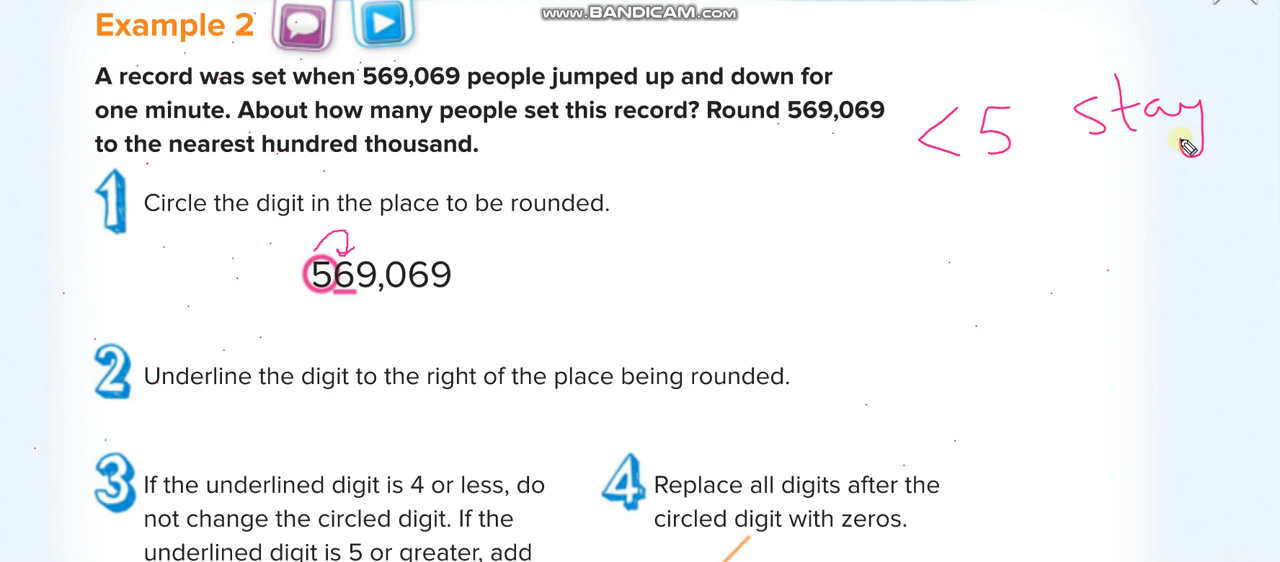 www.BANDICAM.com
Example 2
A record was set when 569,069 people jumped up and down for
one minute. About how many people set this record? Round 569,069
to the nearest hundred thousand.
<5 stay
1 Circle the digit in the place to be rounded.
569,069
2 Underline the digit to the right of the place being rounded.
3 If the underlined digit is 4 or less, do
not change the circled digit. If the
underlined digit is 5 or greater, add
4 Replace all digits after the
circled digit with zeros.